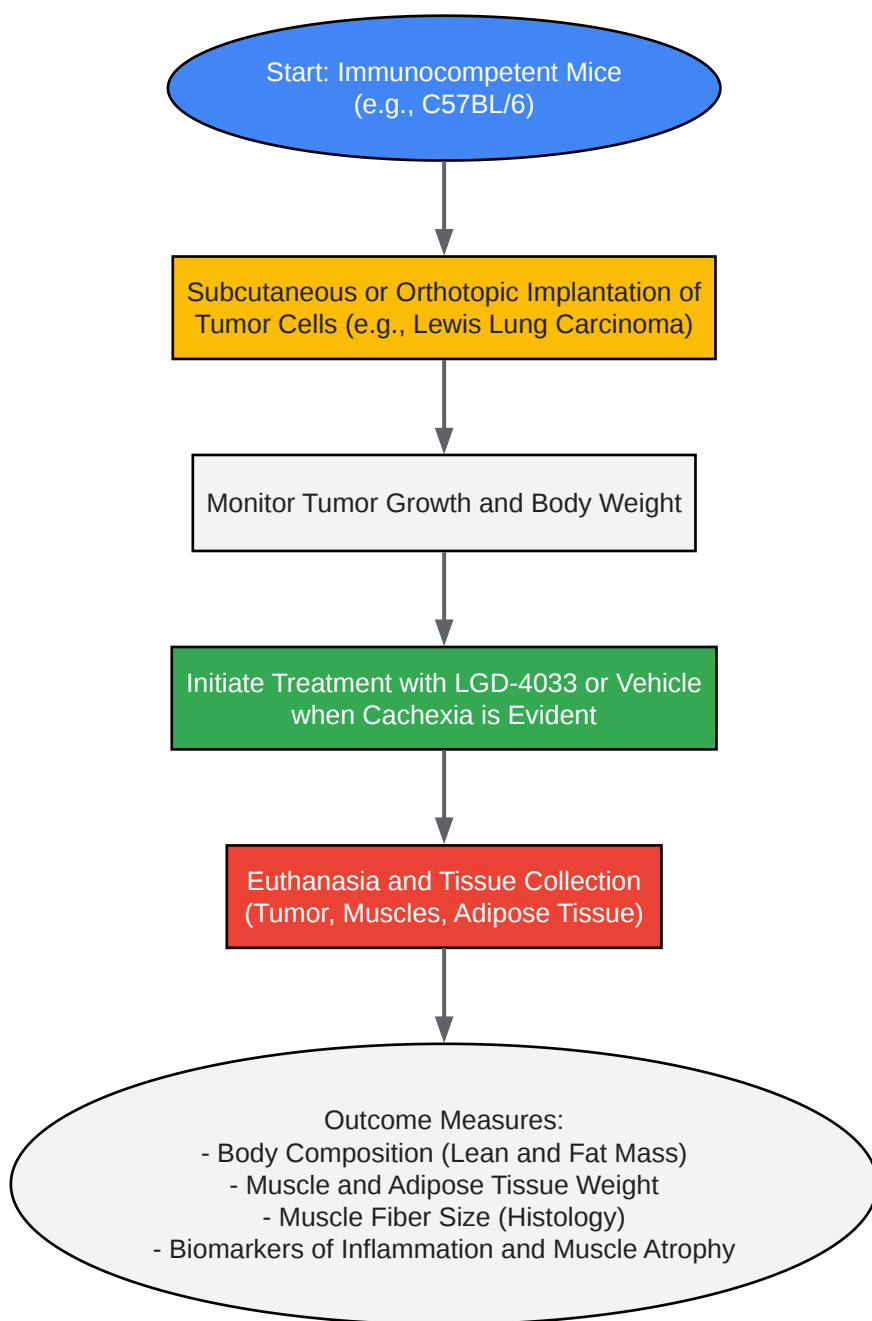 Start: Immunocompetent Mice
(e.g., C57BL/6)
Subcutaneous or Orthotopic Implantation of
Tumor Cells (e.g., Lewis Lung Carcinoma)
Monitor Tumor Growth and Body Weight
Initiate Treatment with LGD-4033 or Vehicle
when Cachexia is Evident
Euthanasia and Tissue Collection
(Tumor, Muscles, Adipose Tissue)
Outcome Measures:
- Body Composition (Lean and Fat Mass)
- Muscle and Adipose Tissue Weight
- Muscle Fiber Size (Histology)
- Biomarkers of Inflammation and Muscle Atrophy